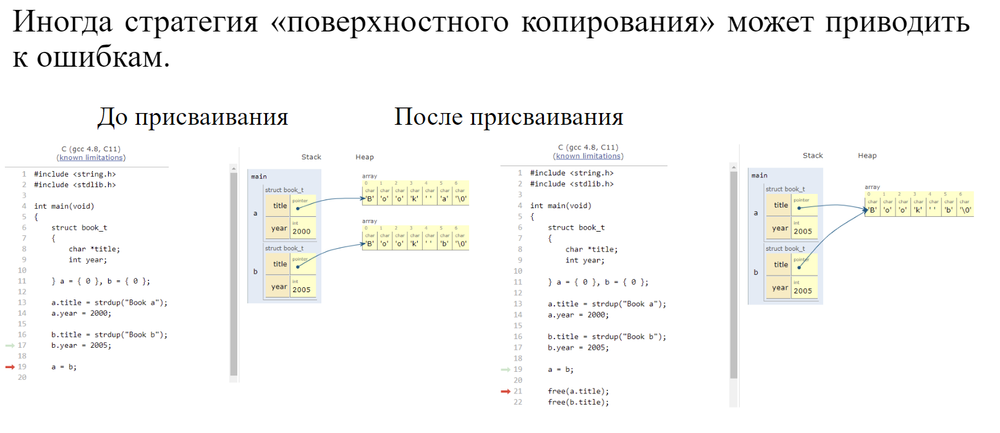 Иногда стратегия «поверхностного копирования» может приводить
к ошибкам.
До присваивания
После присваивания
C (gcc 4.8, C11)
(known limitations)
1 #include <string.h>
2 #include <stdlib.h>
3
4 int main(void)
5 {
6 struct book_t
7 {
8 char *title;
9 int year;
10
11 } a = { 0 }, b = { 0 };
12
13 a.title = strdup("Book a");
14 a.year = 2000;
15
16 b.title = strdup("Book b");
17 b.year = 2005;
18
19 a = b;
20
Stack Heap
main
struct book_t
a
title pointer
year int 2000
struct book_t
b
title pointer
year int 2005
array
0 1 2 3 4 5 6
char char char char char char char
'B' 'o' 'o' 'k' ' ' 'a' '\0'
array
0 1 2 3 4 5 6
char char char char char char char
'B' 'o' 'o' 'k' ' ' 'b' '\0'
C (gcc 4.8, C11)
(known limitations)
1 #include <string.h>
2 #include <stdlib.h>
3
4 int main(void)
5 {
6 struct book_t
7 {
8 char *title;
9 int year;
10
11 } a = { 0 }, b = { 0 };
12
13 a.title = strdup("Book a");
14 a.year = 2000;
15
16 b.title = strdup("Book b");
17 b.year = 2005;
18
19 a = b;
20
21 free(a.title);
22 free(b.title);
Stack Heap
main
struct book_t
a
title pointer
year int 2005
struct book_t
b
title pointer
year int 2005
array
0 1 2 3 4 5 6
char char char char char char char
'B' 'o' 'o' 'k' ' ' 'b' '\0'